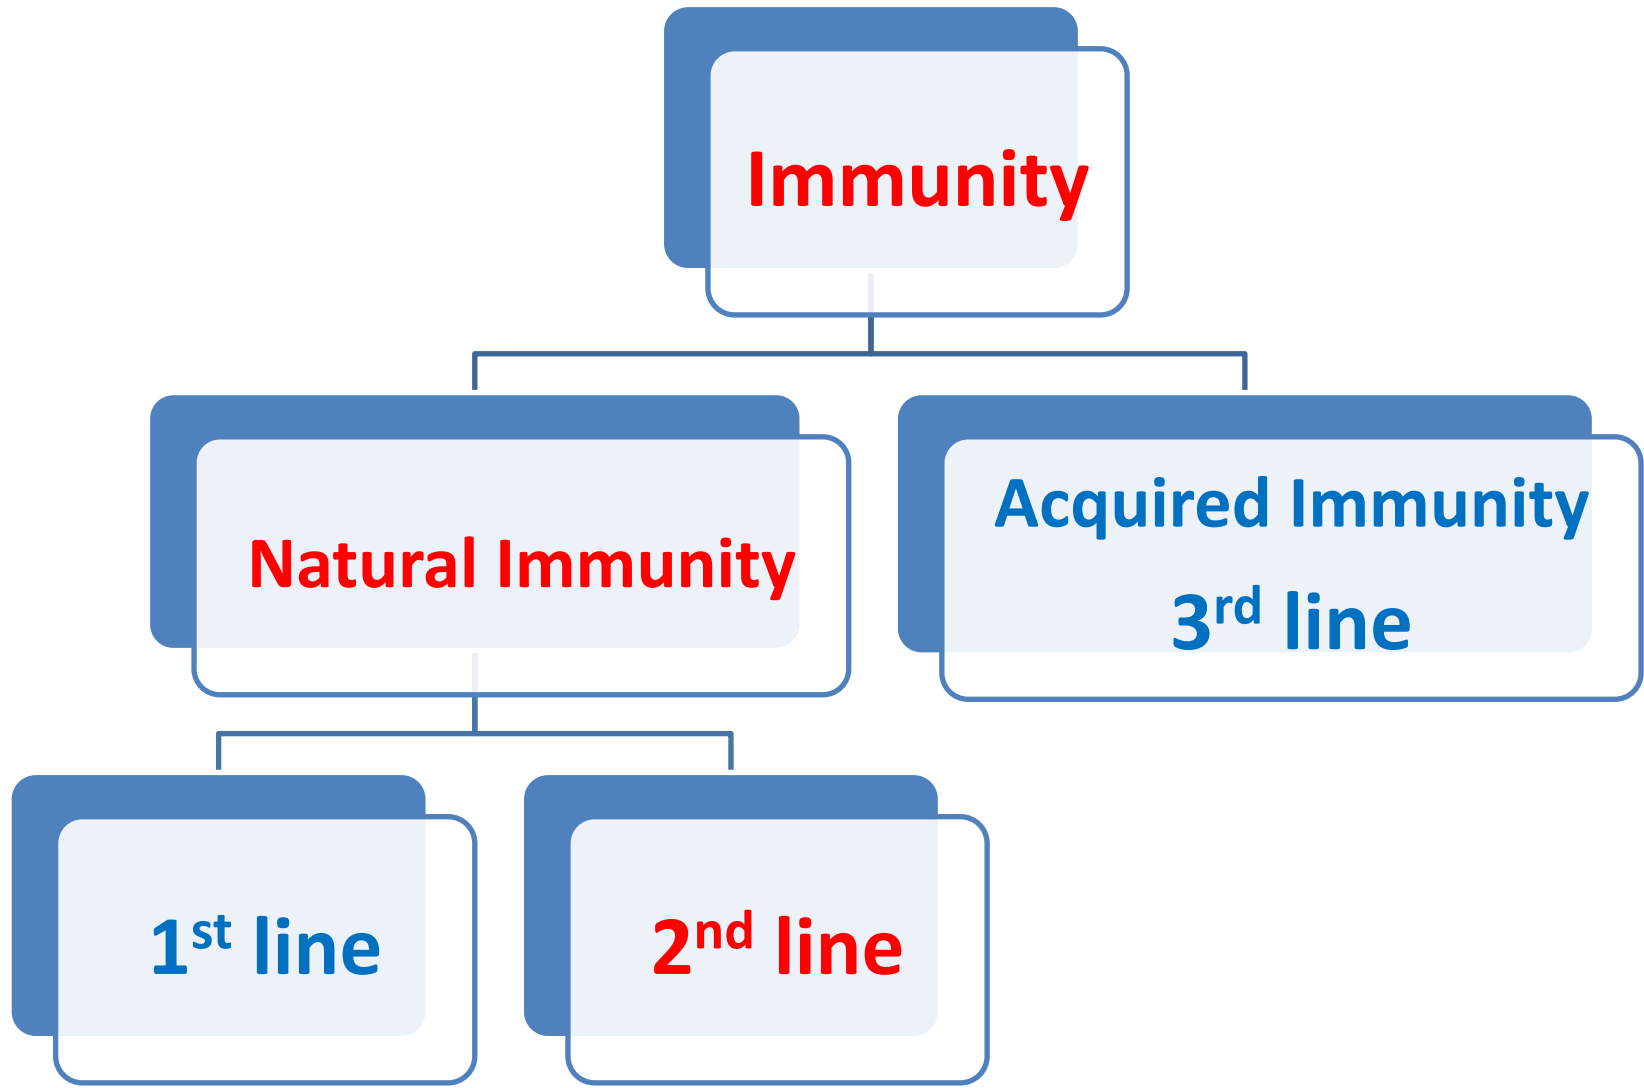 Immunity
Natural Immunity
Acquired Immunity
3rd line
1st line
2nd line